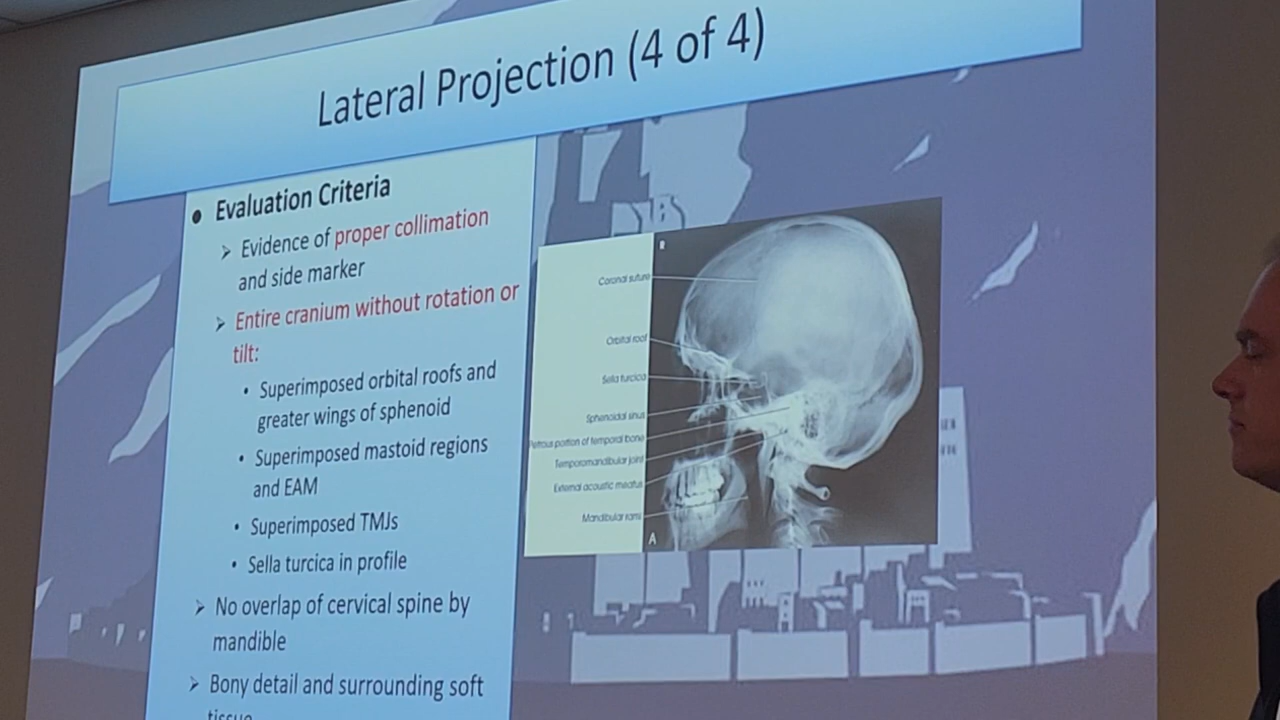 Lateral Projection (4 of 4)
• Evaluation Criteria
➢ Evidence of proper collimation
and side marker
➢ Entire cranium without rotation or
tilt:
• Superimposed orbital roofs and
greater wings of sphenoid
• Superimposed mastoid regions
and EAM
• Superimposed TMJs
• Sella turcica in profile
➢ No overlap of cervical spine by
mandible
➢ Bony detail and surrounding soft
tissue
R
Coronal suture
Orbital roof
Sella turcica
Sphenoidal sinus
Petrous portion of temporal bone
Temporomandibular joint
External acoustic meatus
Mandibular rami
A